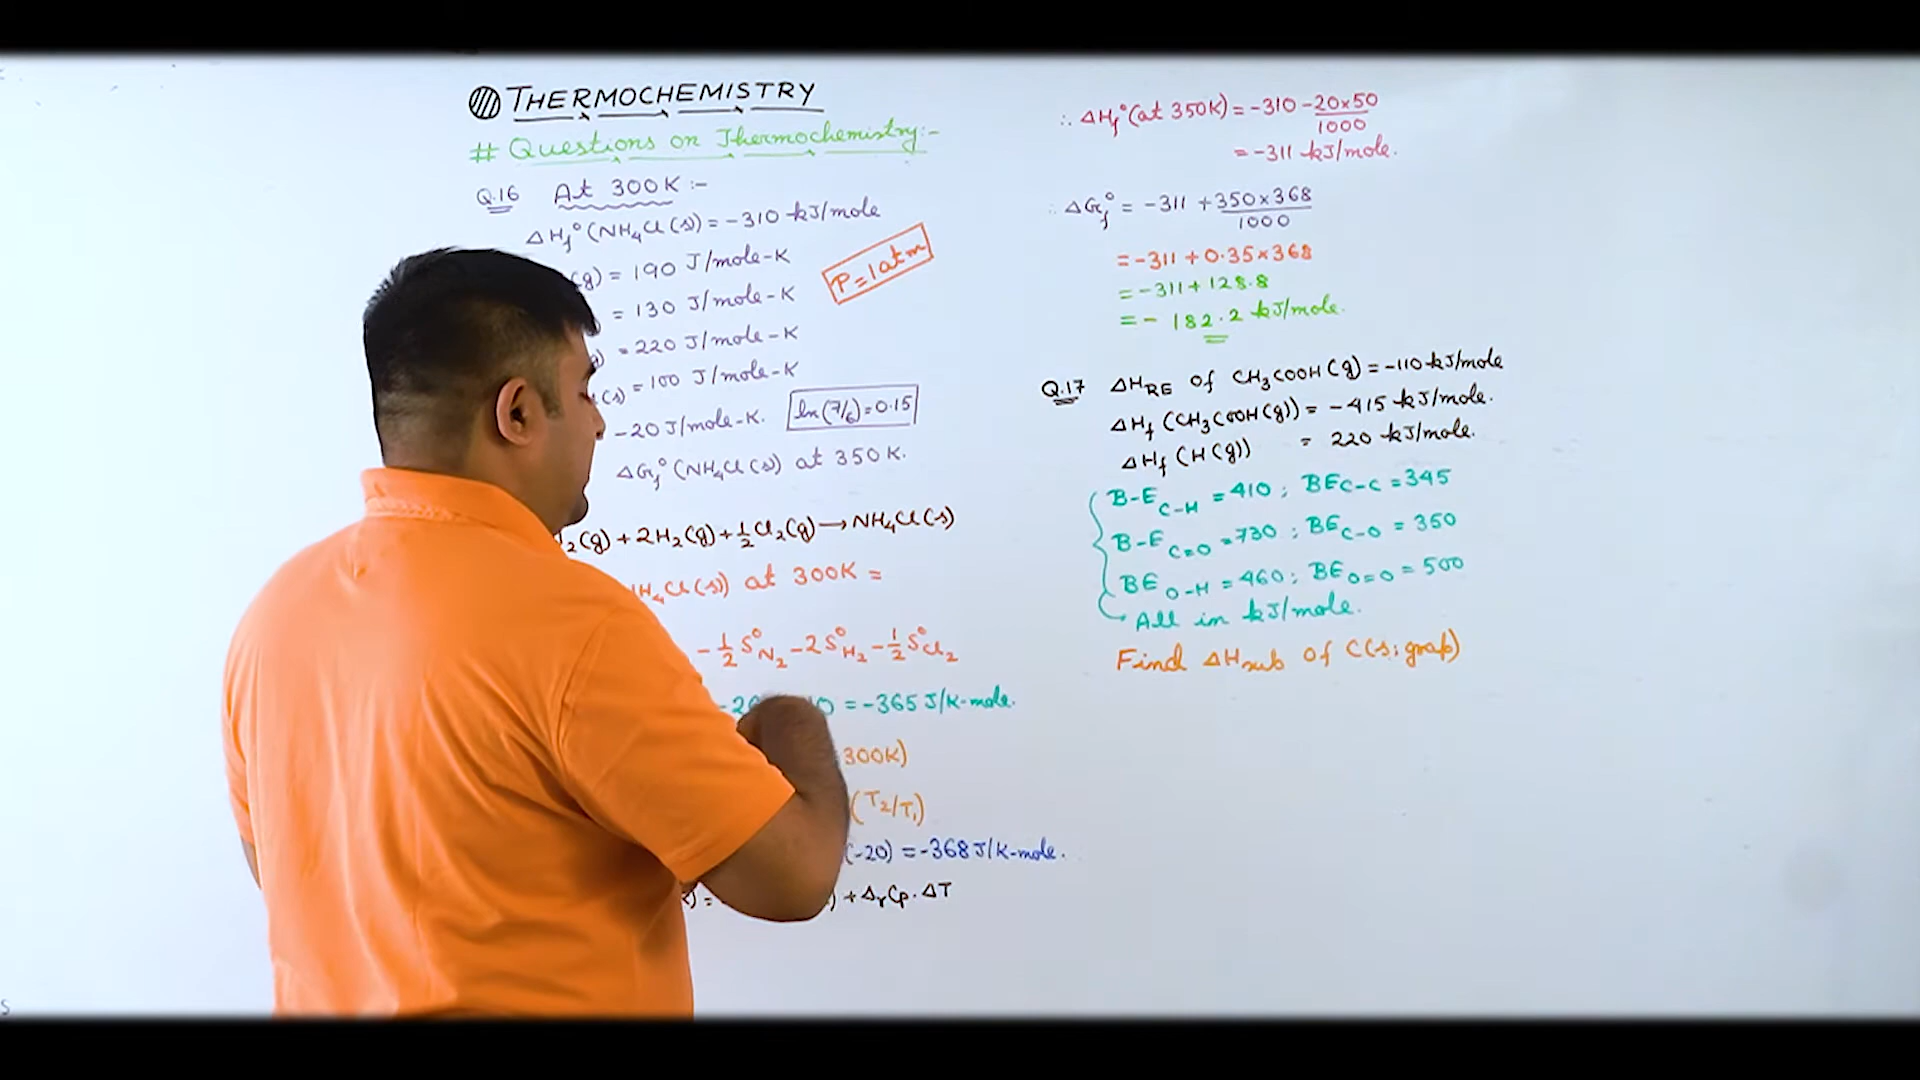 THERMOCHEMISTRY
# Questions on Thermochemistry:-
Q.16 At 300K :-
ΔHf° (NH4Cl(s)) = -310 kJ/mole
(g) = 190 J/mole-K
P=1atm
= 130 J/mole-K
= 220 J/mole-K
(s) = 100 J/mole-K
-20 J/mole-K. ln(7/6)=0.15
ΔGf° (NH4Cl(s) at 350K.
2(g) + 2H2(g) + 1/2 Cl2(g) → NH4Cl(s)
H4Cl(s)) at 300K =
- 1/2 S°N2 - 2S°H2 - 1/2 S°Cl2
= -365 J/K-mole.
300K)
(T2/T1)
(-20) = -368 J/K-mole.
) + ΔrCp. ΔT
∴ ΔHf° (at 350K) = -310 - 20×50/1000
= -311 kJ/mole.
∴ ΔGf° = -311 + 350×368/1000
= -311 + 0.35×368
= -311 + 128.8
= - 182.2 kJ/mole.
Q.17 ΔHRE of CH3COOH(g) = -110 kJ/mole
ΔHf (CH3COOH(g)) = -415 kJ/mole.
ΔHf (H(g)) = 220 kJ/mole.
B-E C-H = 410 ; BE C-C = 345
B-E C=O = 730 ; BE C-O = 350
BE O-H = 460 ; BE O=O = 500
All in kJ/mole.
Find ΔHsub of C(s; grap)